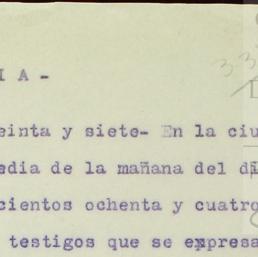 I A -
einta y siete- En la ciu
edia de la mañana del dí
cientos ochenta y cuatro
testigos que se expresa